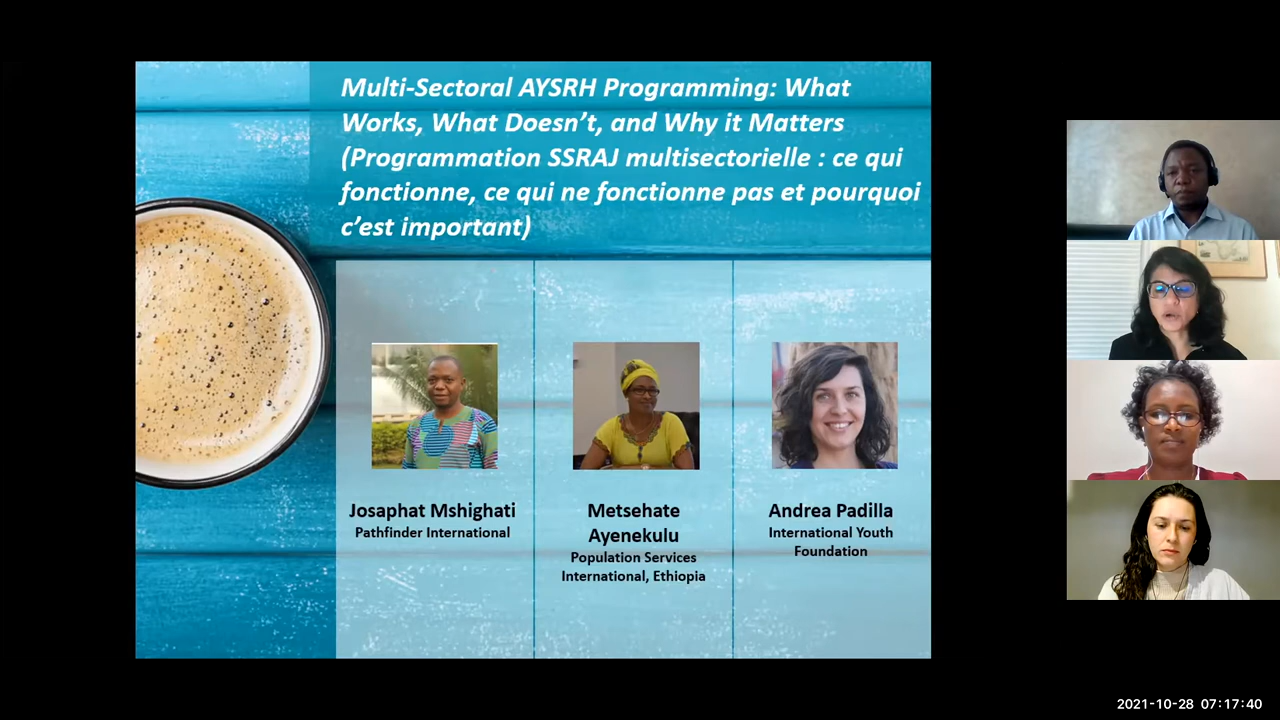 Multi-Sectoral AYSRH Programming: What
Works, What Doesn't, and Why it Matters
(Programmation SSRAJ multisectorielle : ce qui
fonctionne, ce qui ne fonctionne pas et pourquoi
c'est important)
Josaphat Mshighati
Pathfinder International
Metsehate
Ayenekulu
Population Services
International, Ethiopia
Andrea Padilla
International Youth
Foundation
2021-10-28 07:17:40